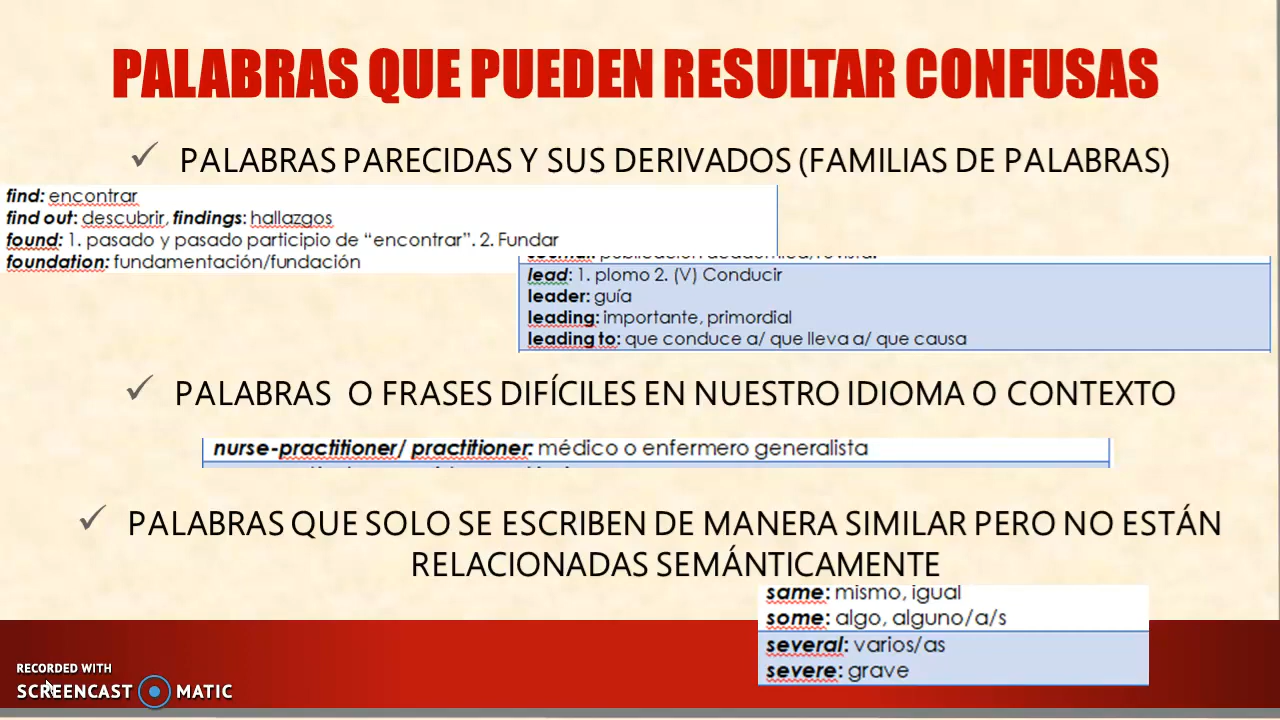 PALABRAS QUE PUEDEN RESULTAR CONFUSAS
PALABRAS PARECIDAS Y SUS DERIVADOS (FAMILIAS DE PALABRAS)
find: encontrar
find out: descubrir, findings: hallazgos
found: 1. pasado y pasado participio de “encontrar”. 2. Fundar
foundation: fundamentación/fundación
lead: 1. plomo 2. (V) Conducir
leader: guía
leading: importante, primordial
leading to: que conduce a/ que lleva a/ que causa
PALABRAS O FRASES DIFÍCILES EN NUESTRO IDIOMA O CONTEXTO
nurse-practitioner/ practitioner: médico o enfermero generalista
PALABRAS QUE SOLO SE ESCRIBEN DE MANERA SIMILAR PERO NO ESTÁN
RELACIONADAS SEMÁNTICAMENTE
same: mismo, igual
some: algo, alguno/a/s
several: varios/as
severe: grave
RECORDED WITH
SCREENCAST MATIC